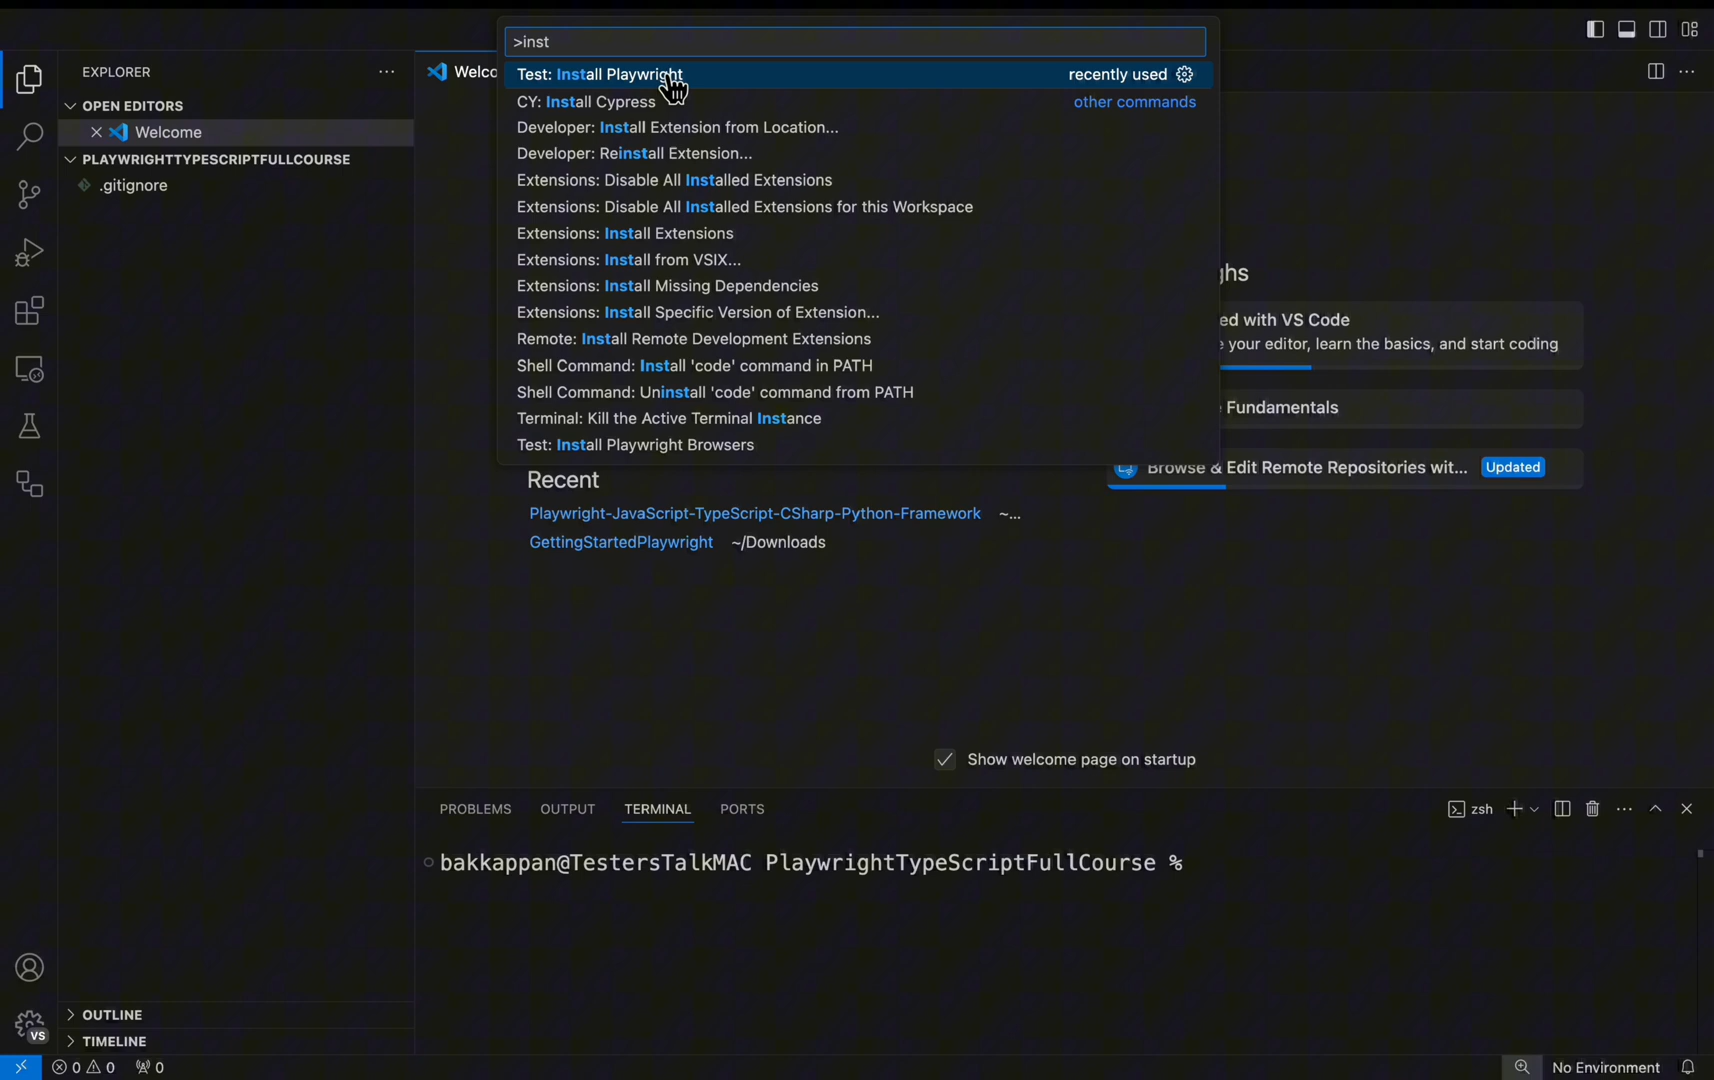 >inst
Test: Install Playwright recently used
CY: Install Cypress other commands
Developer: Install Extension from Location...
Developer: Reinstall Extension...
Extensions: Disable All Installed Extensions
Extensions: Disable All Installed Extensions for this Workspace
Extensions: Install Extensions
Extensions: Install from VSIX...
Extensions: Install Missing Dependencies
Extensions: Install Specific Version of Extension...
Remote: Install Remote Development Extensions
Shell Command: Install 'code' command in PATH
Shell Command: Uninstall 'code' command from PATH
Terminal: Kill the Active Terminal Instance
Test: Install Playwright Browsers
EXPLORER
OPEN EDITORS
Welcome
PLAYWRIGHTTYPESCRIPTFULLCOURSE
.gitignore
OUTLINE
TIMELINE
Welco
ghs
ed with VS Code
your editor, learn the basics, and start coding
Fundamentals
Browse & Edit Remote Repositories wit... Updated
Recent
Playwright-JavaScript-TypeScript-CSharp-Python-Framework ~...
GettingStartedPlaywright ~/Downloads
Show welcome page on startup
PROBLEMS OUTPUT TERMINAL PORTS zsh
bakkappan@TestersTalkMAC PlaywrightTypeScriptFullCourse %
VS
0 0 0 No Environment